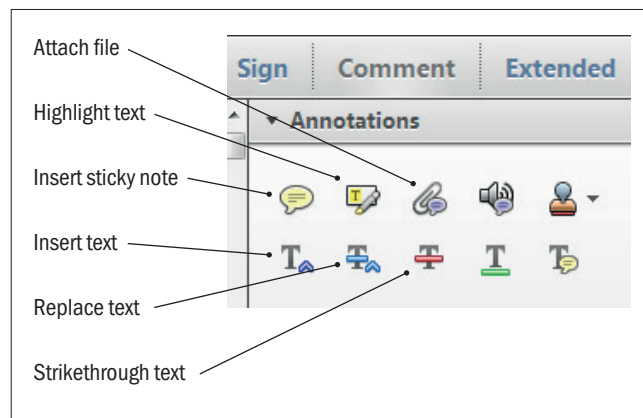 Attach file
Sign Comment Extended
Highlight text
Annotations
Insert sticky note
Insert text
Replace text
Strikethrough text